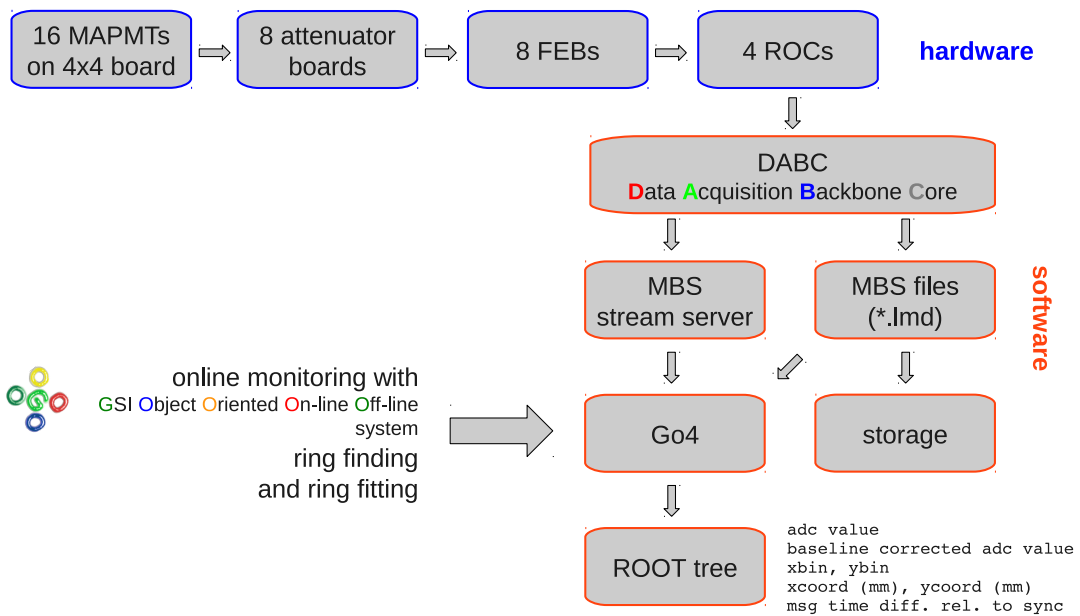 16 MAPMTs
on 4x4 board
8 attenuator
boards
8 FEBs
4 ROCs
hardware
DABC
Data Acquisition Backbone Core
MBS
stream server
MBS files
(*.lmd)
software
online monitoring with
GSI Object Oriented On-line Off-line
system
ring finding
and ring fitting
Go4
storage
ROOT tree
adc value
baseline corrected adc value
xbin, ybin
xcoord (mm), ycoord (mm)
msg time diff. rel. to sync